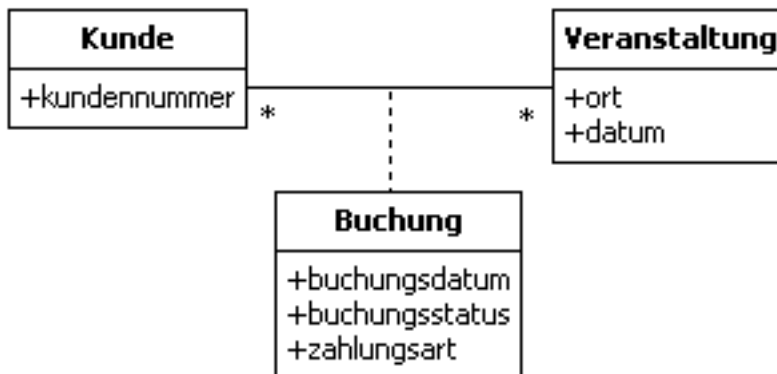 Kunde
+kundennummer
*
*
Veranstaltung
+ort
+datum
Buchung
+buchungsdatum
+buchungsstatus
+zahlungsart